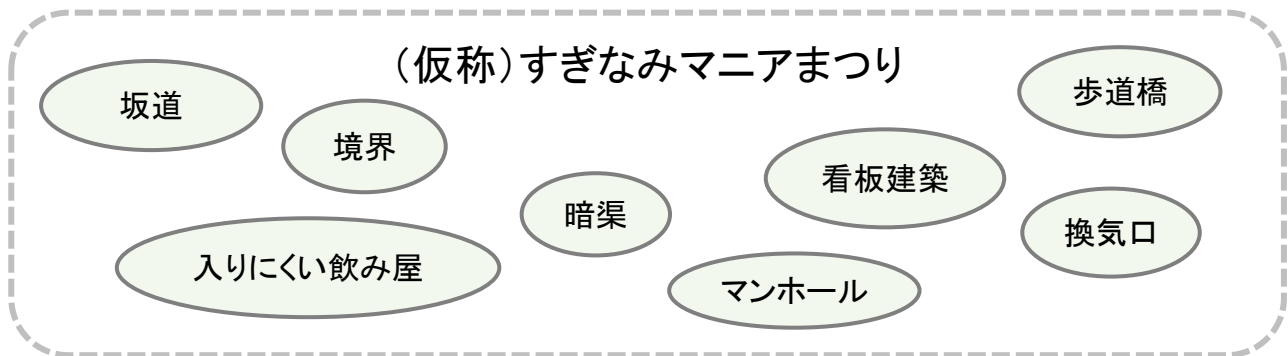 （仮称）すぎなみマニアまつり
坂道
境界
歩道橋
看板建築
暗渠
換気口
入りにくい飲み屋
マンホール